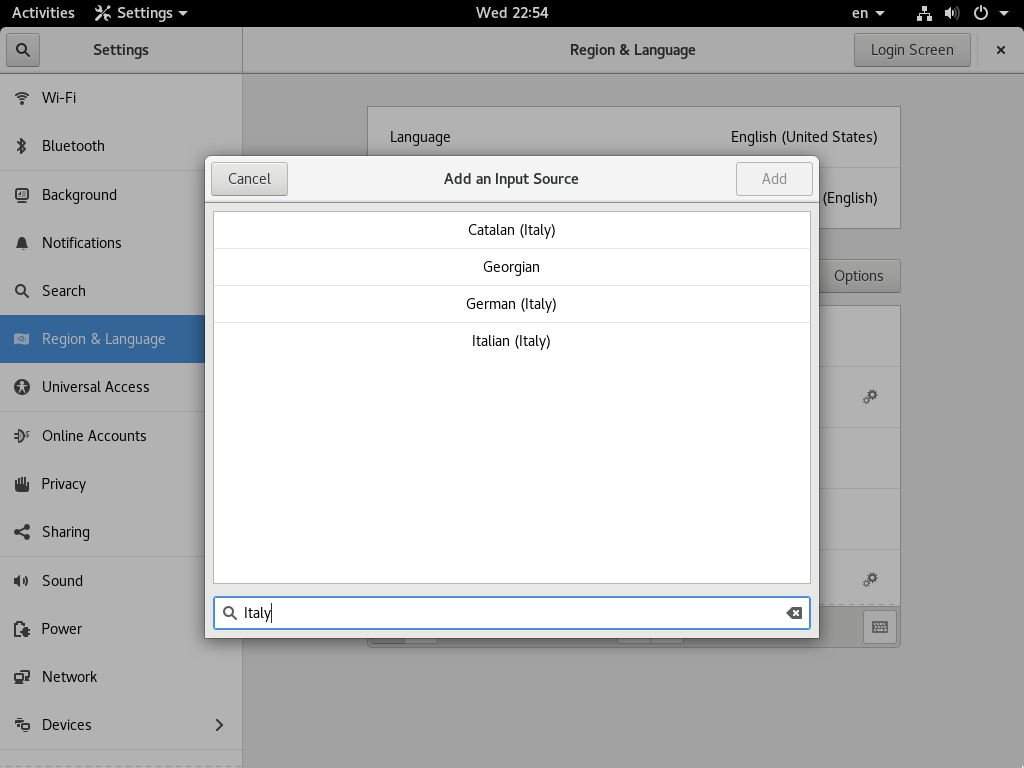 Activities Settings Wed 22:54 en
Settings Region & Language Login Screen
Wi-Fi
Bluetooth
Background
Notifications
Search
Region & Language
Universal Access
Online Accounts
Privacy
Sharing
Sound
Power
Network
Devices
Language English (United States)
(English)
Options
Cancel Add an Input Source Add
Catalan (Italy)
Georgian
German (Italy)
Italian (Italy)
Italy